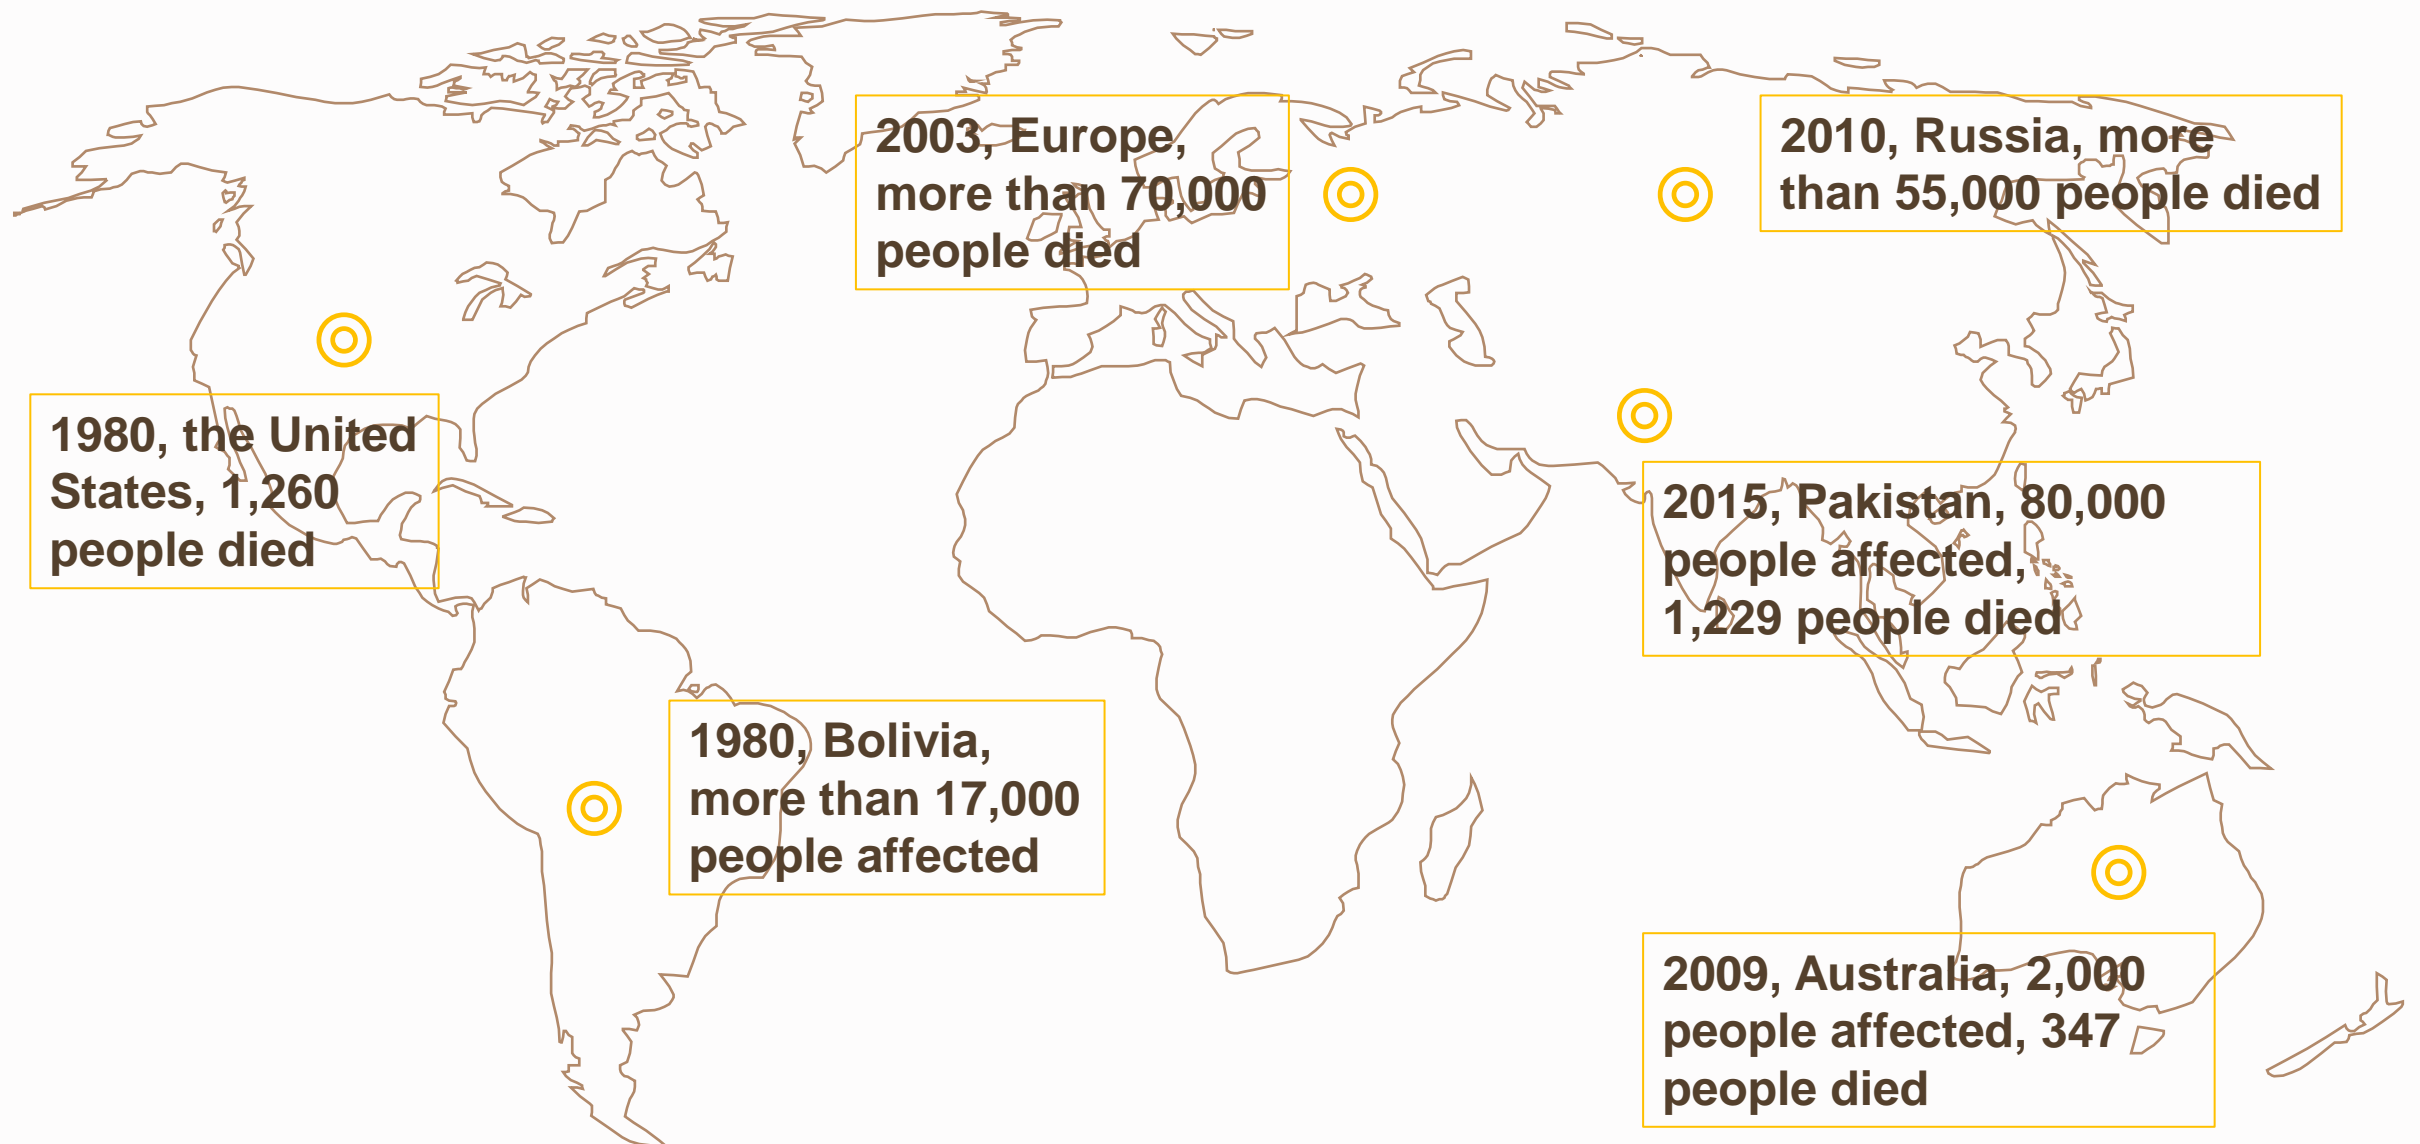 2003, Europe,
more than 70,000
people died
2010, Russia, more
than 55,000 people died
1980, the United
States, 1,260
people died
2015, Pakistan, 80,000
people affected,
1,229 people died
1980, Bolivia,
more than 17,000
people affected
2009, Australia, 2,000
people affected, 347
people died